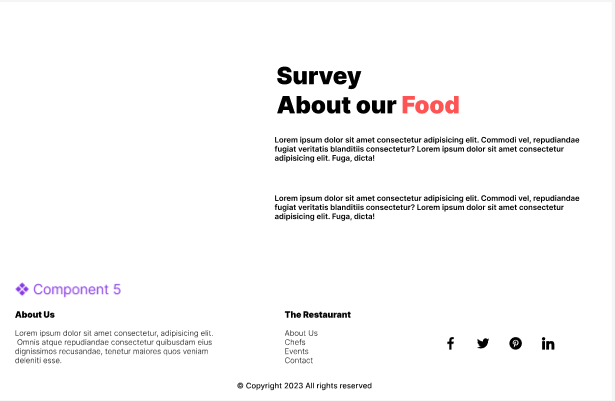 Survey
About our Food
Lorem ipsum dolor sit amet consectetur adipisicing elit. Commodi vel, repudiandae
fugiat veritatis blanditiis consectetur? Lorem ipsum dolor sit amet consectetur
adipisicing elit. Fuga, dicta!
Lorem ipsum dolor sit amet consectetur adipisicing elit. Commodi vel, repudiandae
fugiat veritatis blanditiis consectetur? Lorem ipsum dolor sit amet consectetur
adipisicing elit. Fuga, dicta!
Component 5
About Us
Lorem ipsum dolor sit amet consectetur, adipisicing elit.
Omnis atque repudiandae consectetur quibusdam eius
dignissimos recusandae, tenetur maiores quos veniam
deleniti esse.
The Restaurant
About Us
Chefs
Events
Contact
© Copyright 2023 All rights reserved